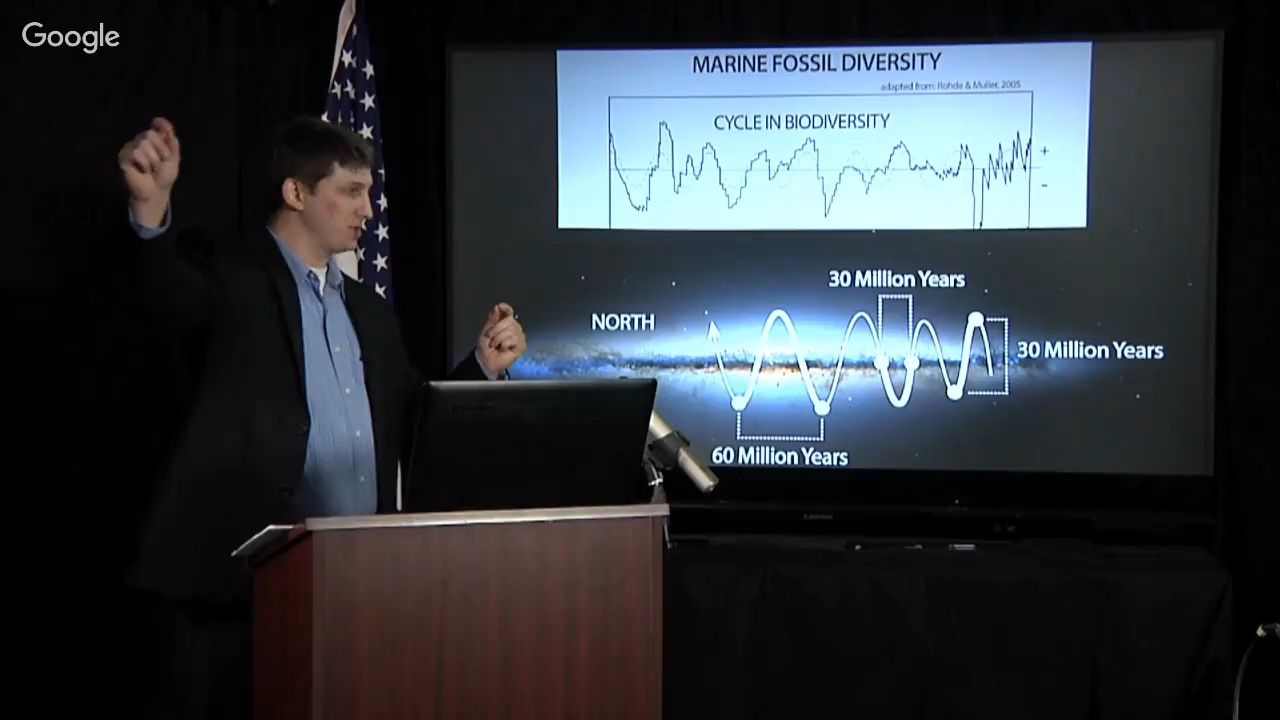 Google
MARINE FOSSIL DIVERSITY
adapted from: Rohde & Muller, 2005
CYCLE IN BIODIVERSITY
+
-
30 Million Years
NORTH
30 Million Years
60 Million Years